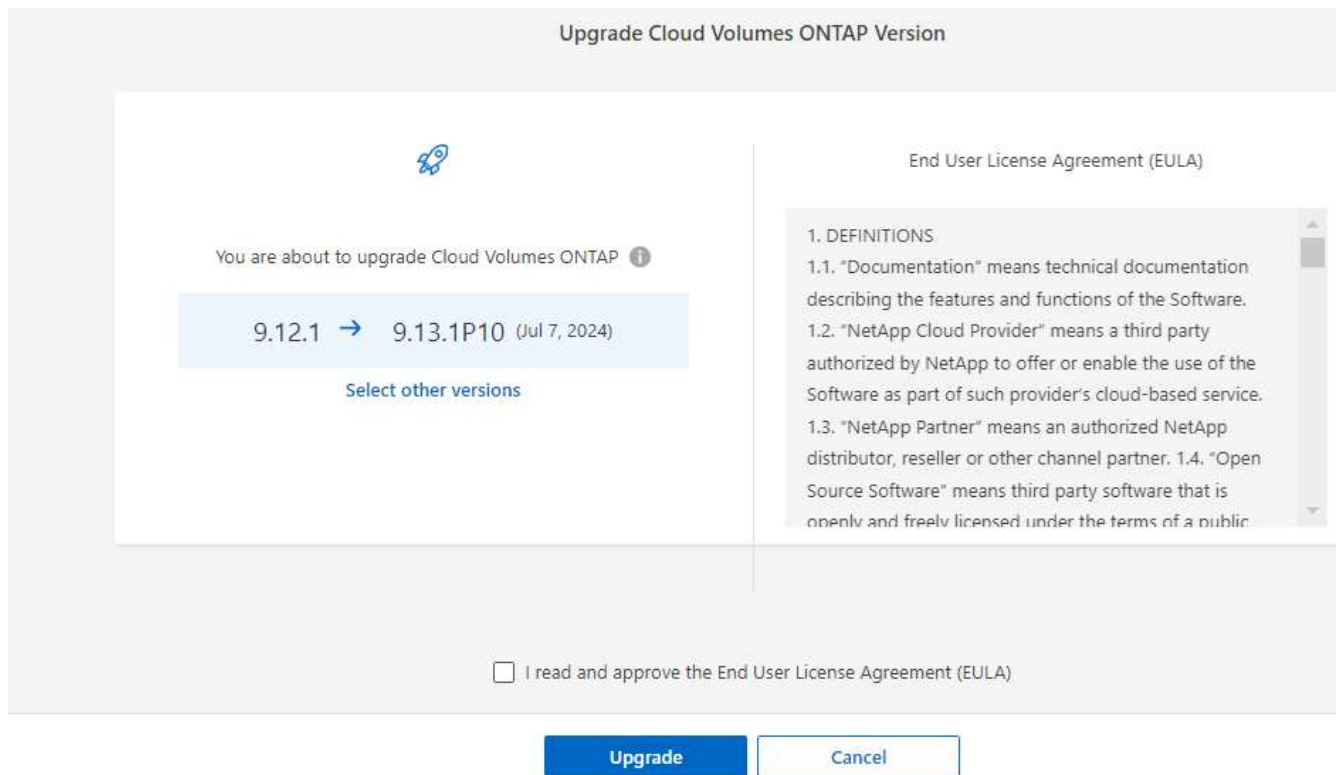 Upgrade Cloud Volumes ONTAP Version
You are about to upgrade Cloud Volumes ONTAP
9.12.1 → 9.13.1P10 (Jul 7, 2024)
Select other versions
End User License Agreement (EULA)
1. DEFINITIONS
1.1. "Documentation" means technical documentation
describing the features and functions of the Software.
1.2. "NetApp Cloud Provider" means a third party
authorized by NetApp to offer or enable the use of the
Software as part of such provider's cloud-based service.
1.3. "NetApp Partner" means an authorized NetApp
distributor, reseller or other channel partner. 1.4. "Open
Source Software" means third party software that is
openly and freely licensed under the terms of a public
I read and approve the End User License Agreement (EULA)
Upgrade
Cancel